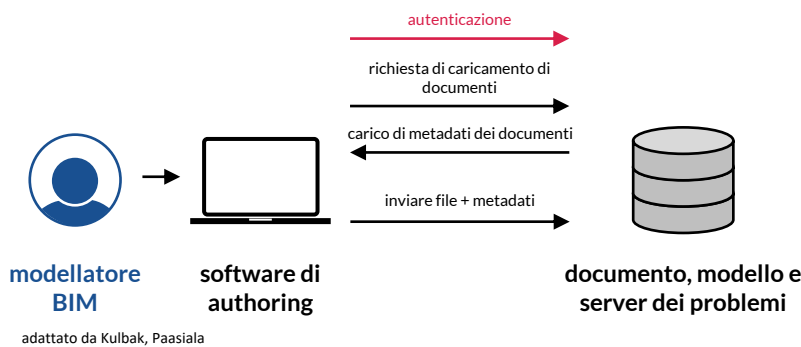 autenticazione
richiesta di caricamento di
documenti
carico di metadati dei documenti
inviare file + metadati
modellatore
BIM
software di
authoring
documento, modello e
server dei problemi
adattato da Kulbak, Paasiala